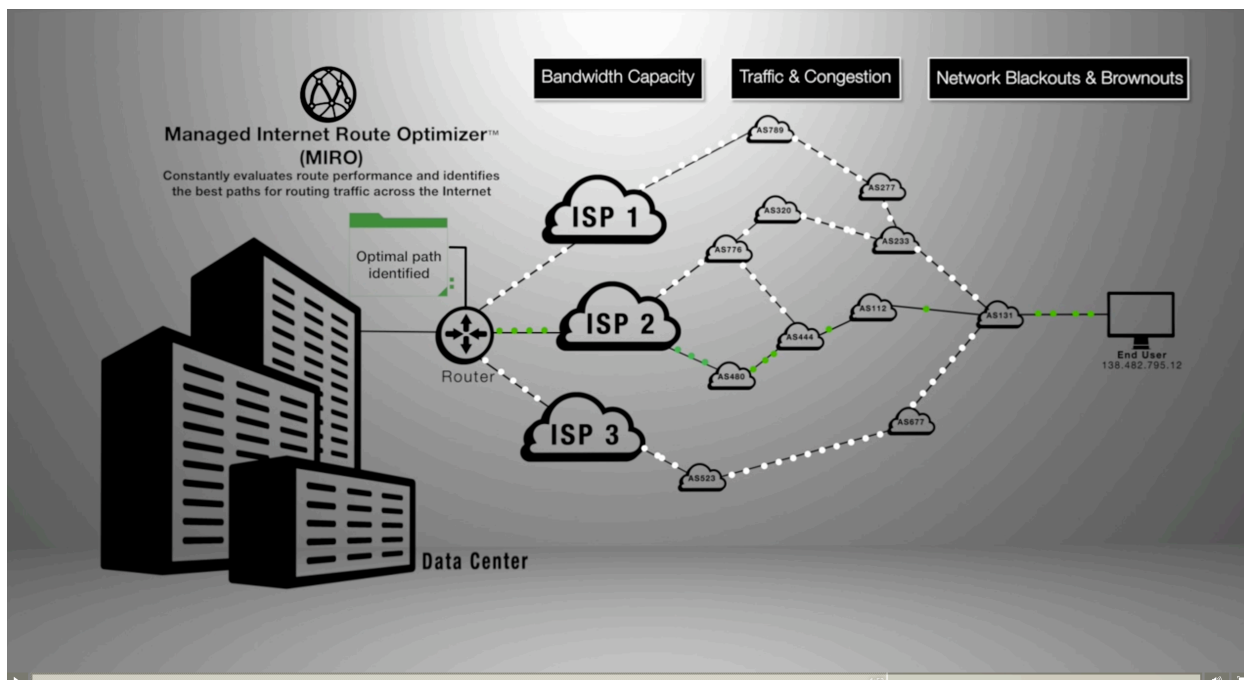 Bandwidth Capacity
Traffic & Congestion
Network Blackouts & Brownouts
Managed Internet Route Optimizer™
(MIRO)
Constantly evaluates route performance and identifies
the best paths for routing traffic across the Internet
Optimal path
identified
Router
Data Center
ISP 1
ISP 2
ISP 3
AS789
AS277
AS320
AS233
AS776
AS112
AS444
AS131
AS480
AS677
AS523
End User
138.482.795.12